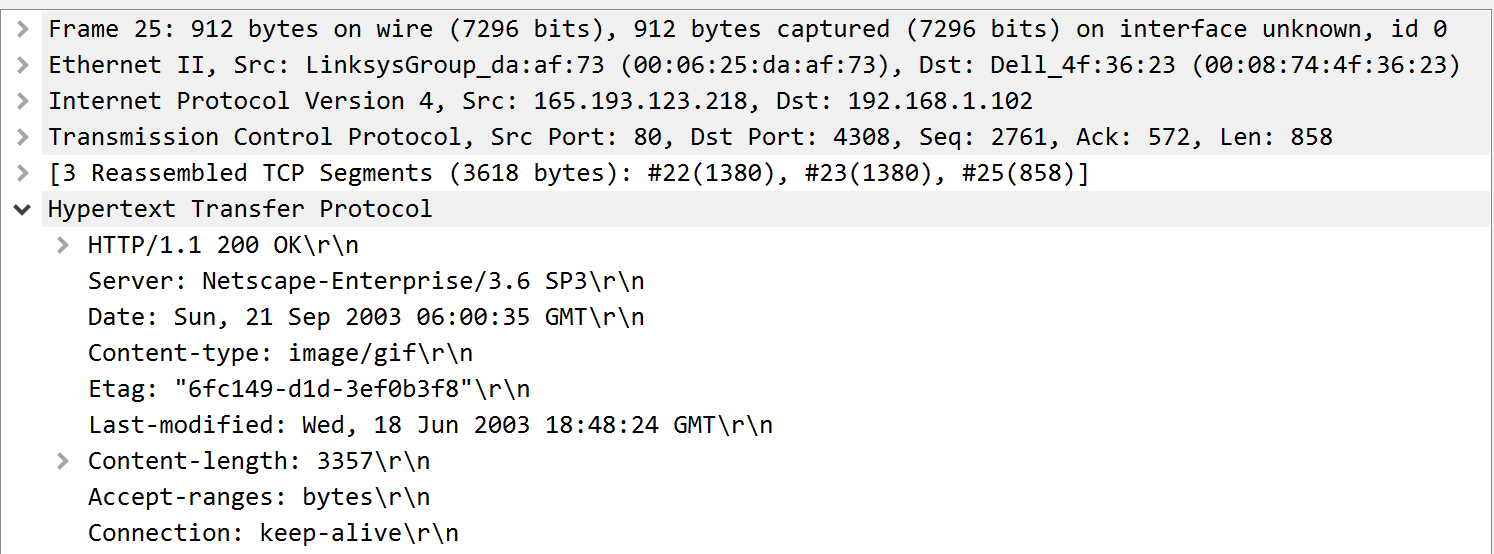 Frame 25: 912 bytes on wire (7296 bits), 912 bytes captured (7296 bits) on interface unknown, id 0
Ethernet II, Src: LinksysGroup_da:af:73 (00:06:25:da:af:73), Dst: Dell_4f:36:23 (00:08:74:4f:36:23)
Internet Protocol Version 4, Src: 165.193.123.218, Dst: 192.168.1.102
Transmission Control Protocol, Src Port: 80, Dst Port: 4308, Seq: 2761, Ack: 572, Len: 858
[3 Reassembled TCP Segments (3618 bytes): #22(1380), #23(1380), #25(858)]
Hypertext Transfer Protocol
HTTP/1.1 200 OK\r\n
Server: Netscape-Enterprise/3.6 SP3\r\n
Date: Sun, 21 Sep 2003 06:00:35 GMT\r\n
Content-type: image/gif\r\n
Etag: "6fc149-d1d-3ef0b3f8"\r\n
Last-modified: Wed, 18 Jun 2003 18:48:24 GMT\r\n
Content-length: 3357\r\n
Accept-ranges: bytes\r\n
Connection: keep-alive\r\n